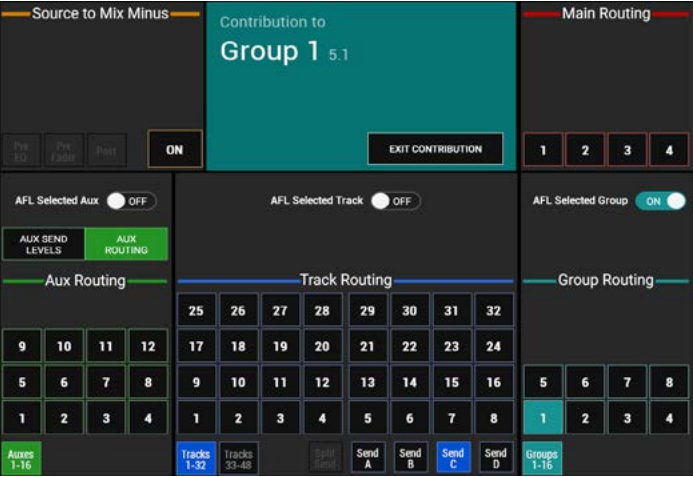 Source to Mix Minus
Pre EQ
Pre Fader
Post
ON
Contribution to
Group 1 5.1
EXIT CONTRIBUTION
Main Routing
1 2 3 4
AFL Selected Aux OFF
AUX SEND LEVELS
AUX ROUTING
Aux Routing
9 10 11 12
5 6 7 8
1 2 3 4
Auxes 1-16
AFL Selected Track OFF
Track Routing
25 26 27 28 29 30 31 32
17 18 19 20 21 22 23 24
9 10 11 12 13 14 15 16
1 2 3 4 5 6 7 8
Tracks 1-32
Tracks 33-48
Split Send
Send A
Send B
Send C
Send D
AFL Selected Group ON
Group Routing
5 6 7 8
1 2 3 4
Groups 1-16